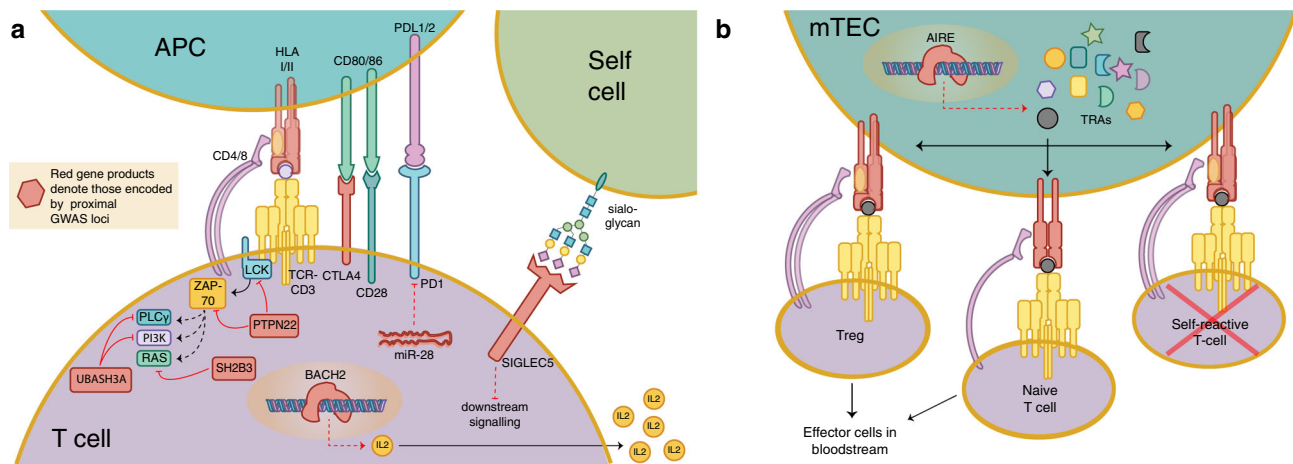 a
APC
HLA
I/II
CD80/86
PDL1/2
Self
cell
CD4/8
Red gene products
denote those encoded
by proximal
GWAS loci
sialo-
glycan
LCK
TCR-
CD3
CTLA4
CD28
PD1
ZAP-
70
PLCγ
PI3K
RAS
PTPN22
UBASH3A
SH2B3
miR-28
SIGLEC5
BACH2
downstream
signalling
T cell
IL2
IL2
IL2
IL2
IL2
IL2
b
mTEC
AIRE
TRAs
Treg
Naive
T cell
Self-reactive
T-cell
Effector cells in
bloodstream